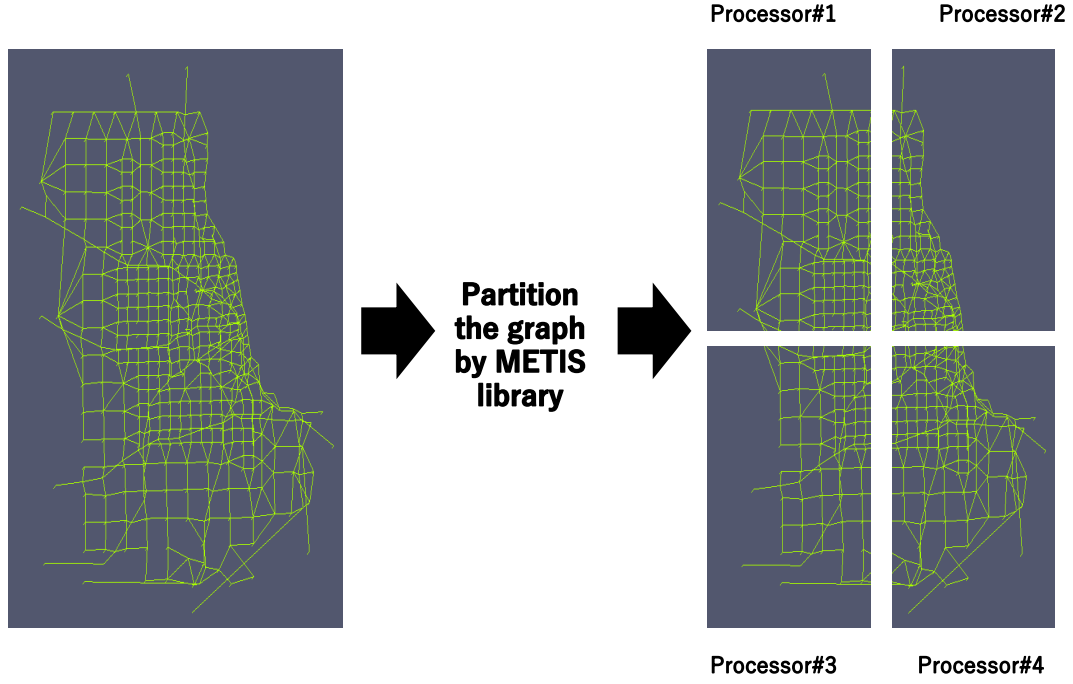 Processor#1
Processor#2
Partition
the graph
by METIS
library
Processor#3
Processor#4